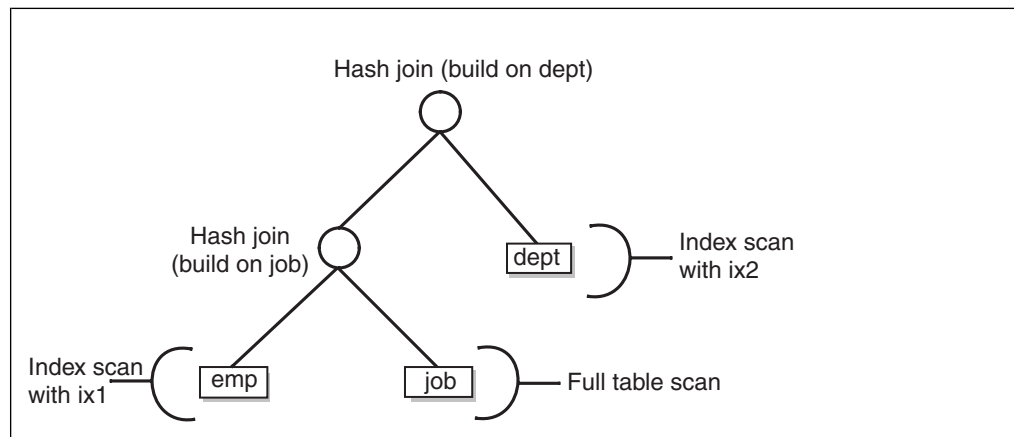 Hash join (build on dept)
Hash join
(build on job)
dept
Index scan
with ix2
Index scan
with ix1
emp
job
Full table scan